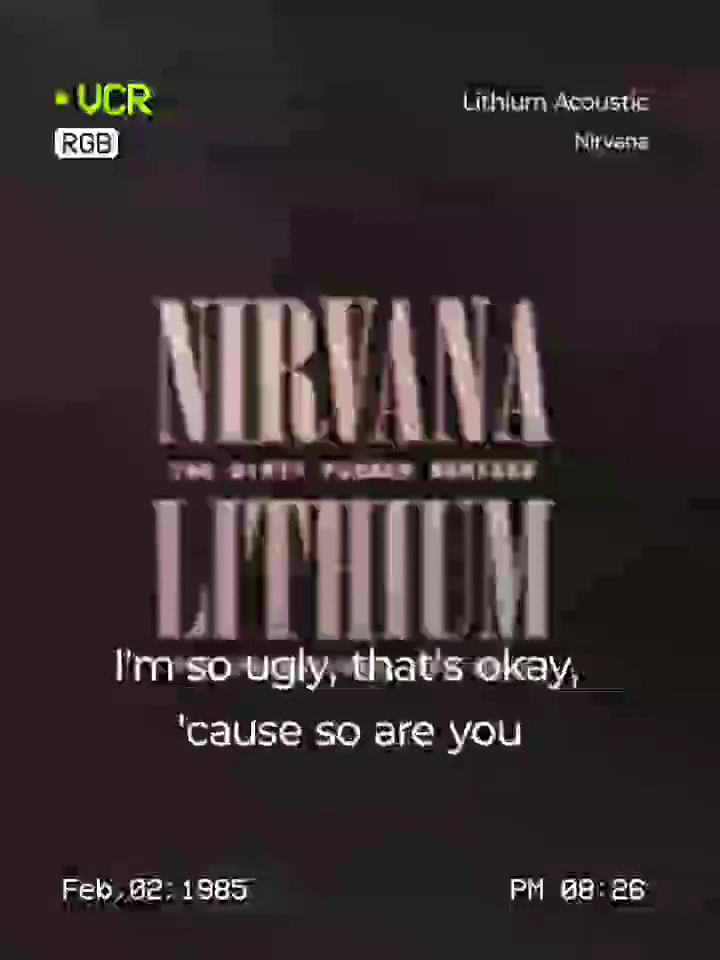 VCR
Lithium Acoustic
RGB
Nirvana
NIRVANA
LITHIUM
I'm so ugly, that's okay,
'cause so are you
Feb,02:1985
PM 08:26